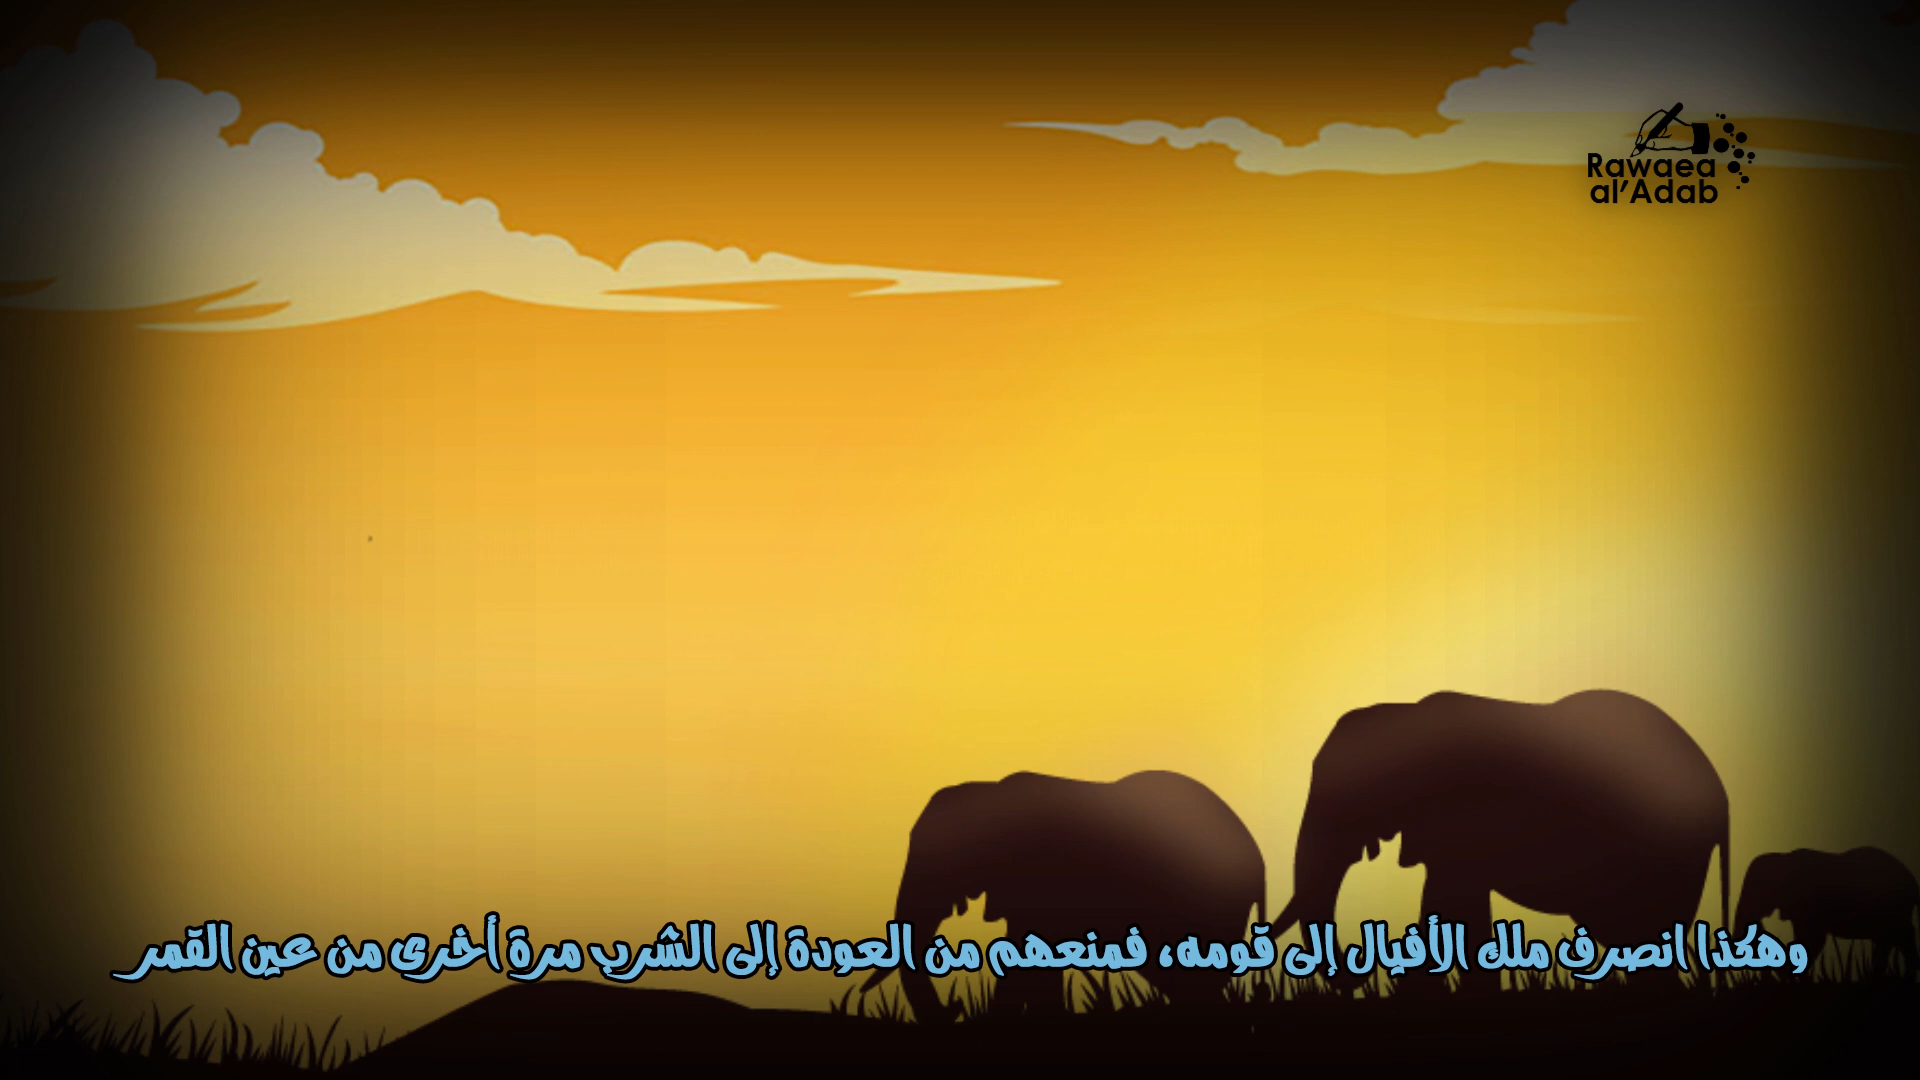 Rawaea
al'Adab
وهكذا انصرف ملك الأفيال إلى قومه، فمنعهم من العودة إلى الشرب مرة أخرى من عين القمر